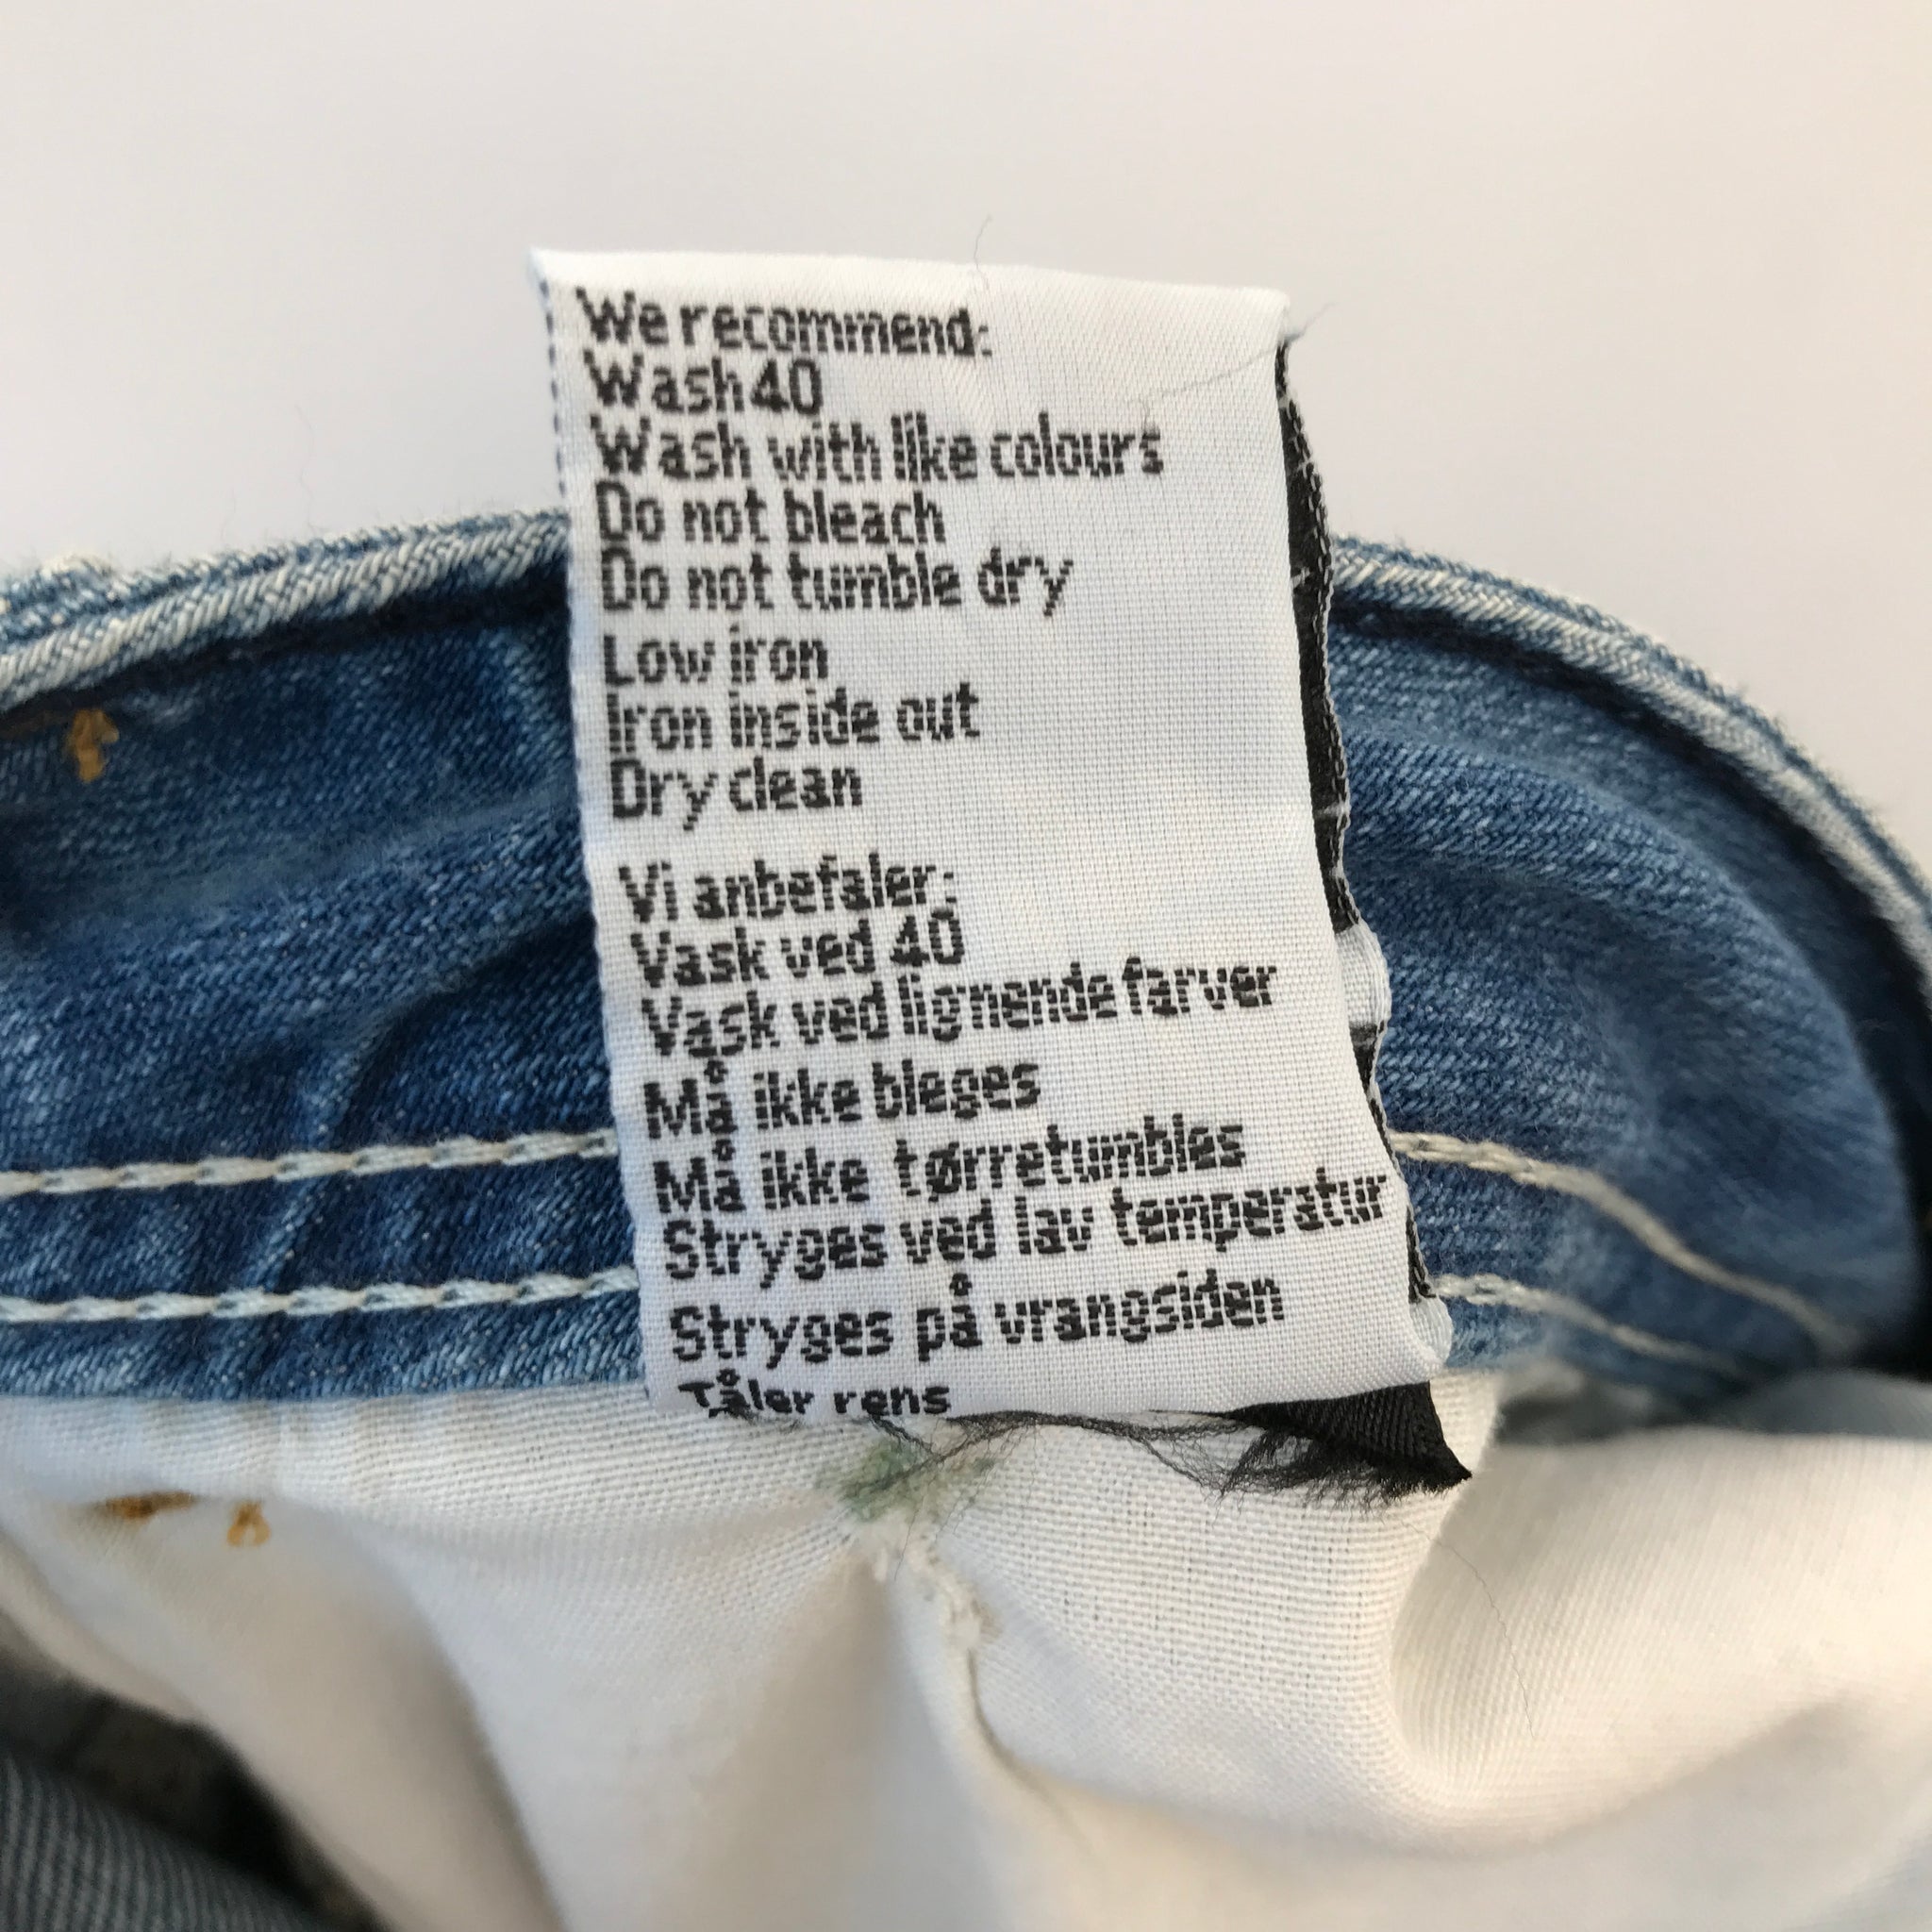 We recommend:
Wash 40
Wash with like colours
Do not bleach
Do not tumble dry
Low iron
Iron inside out
Dry clean
Vi anbefaler:
Vask ved 40
Vask ved lignende farver
Må ikke bleges
Må ikke tørretumbles
Stryges ved lav temperatur
Stryges på vrangsiden
Tåler rens